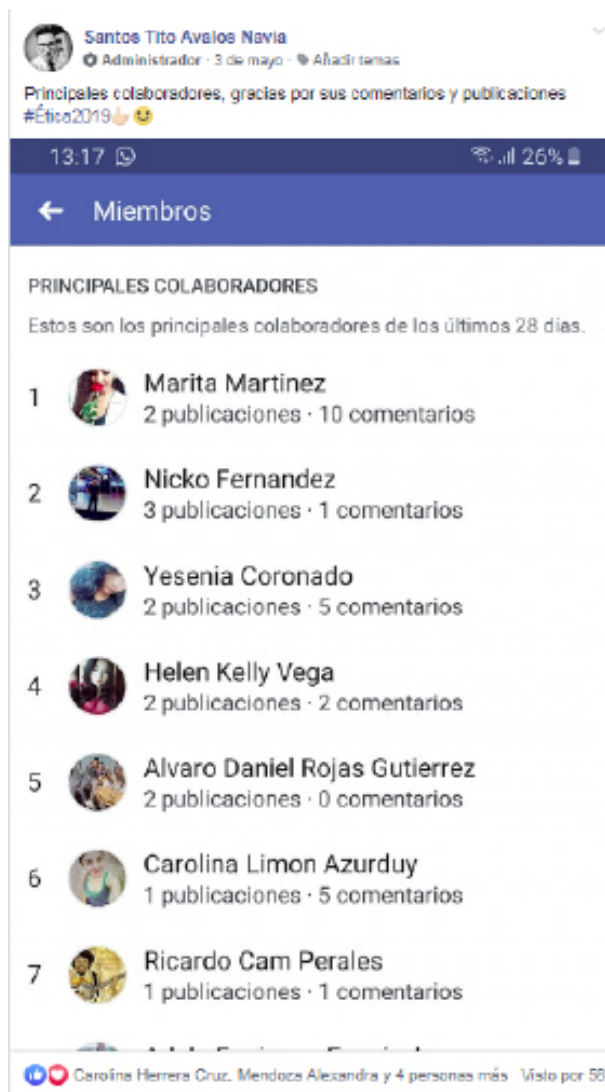 Santos Tito Avalos Navia
Administrador · 3 de mayo · Añadir temas
Principales colaboradores, gracias por sus comentarios y publicaciones
#Ética2019
13:17 26%
Miembros
PRINCIPALES COLABORADORES
Estos son los principales colaboradores de los últimos 28 días.
1 Marita Martinez
2 publicaciones · 10 comentarios
2 Nicko Fernandez
3 publicaciones · 1 comentarios
3 Yesenia Coronado
2 publicaciones · 5 comentarios
4 Helen Kelly Vega
2 publicaciones · 2 comentarios
5 Alvaro Daniel Rojas Gutierrez
2 publicaciones · 0 comentarios
6 Carolina Limon Azurduy
1 publicaciones · 5 comentarios
7 Ricardo Cam Perales
1 publicaciones · 1 comentarios
Carolina Herrera Cruz, Mendoza Alexandra y 4 personas más Visto por 56